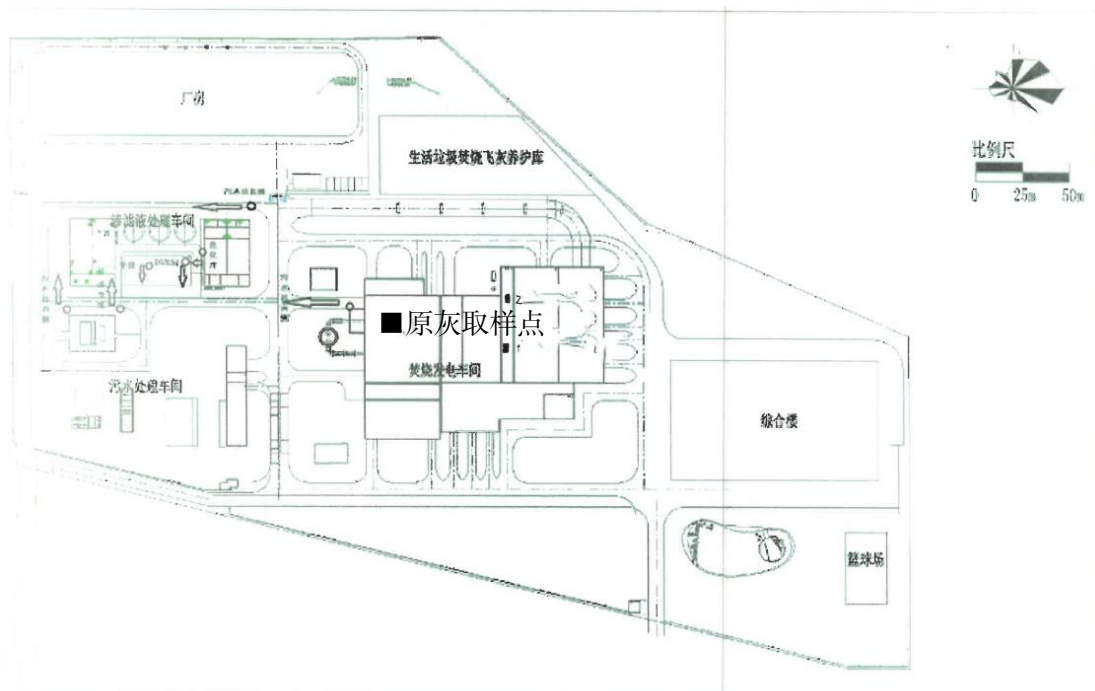 厂房
生活垃圾焚烧飞灰养护库
比例尺
0 25m 50m
渗滤液处理车间
■原灰取样点
焚烧发电车间
污水处理车间
综合楼
篮球场